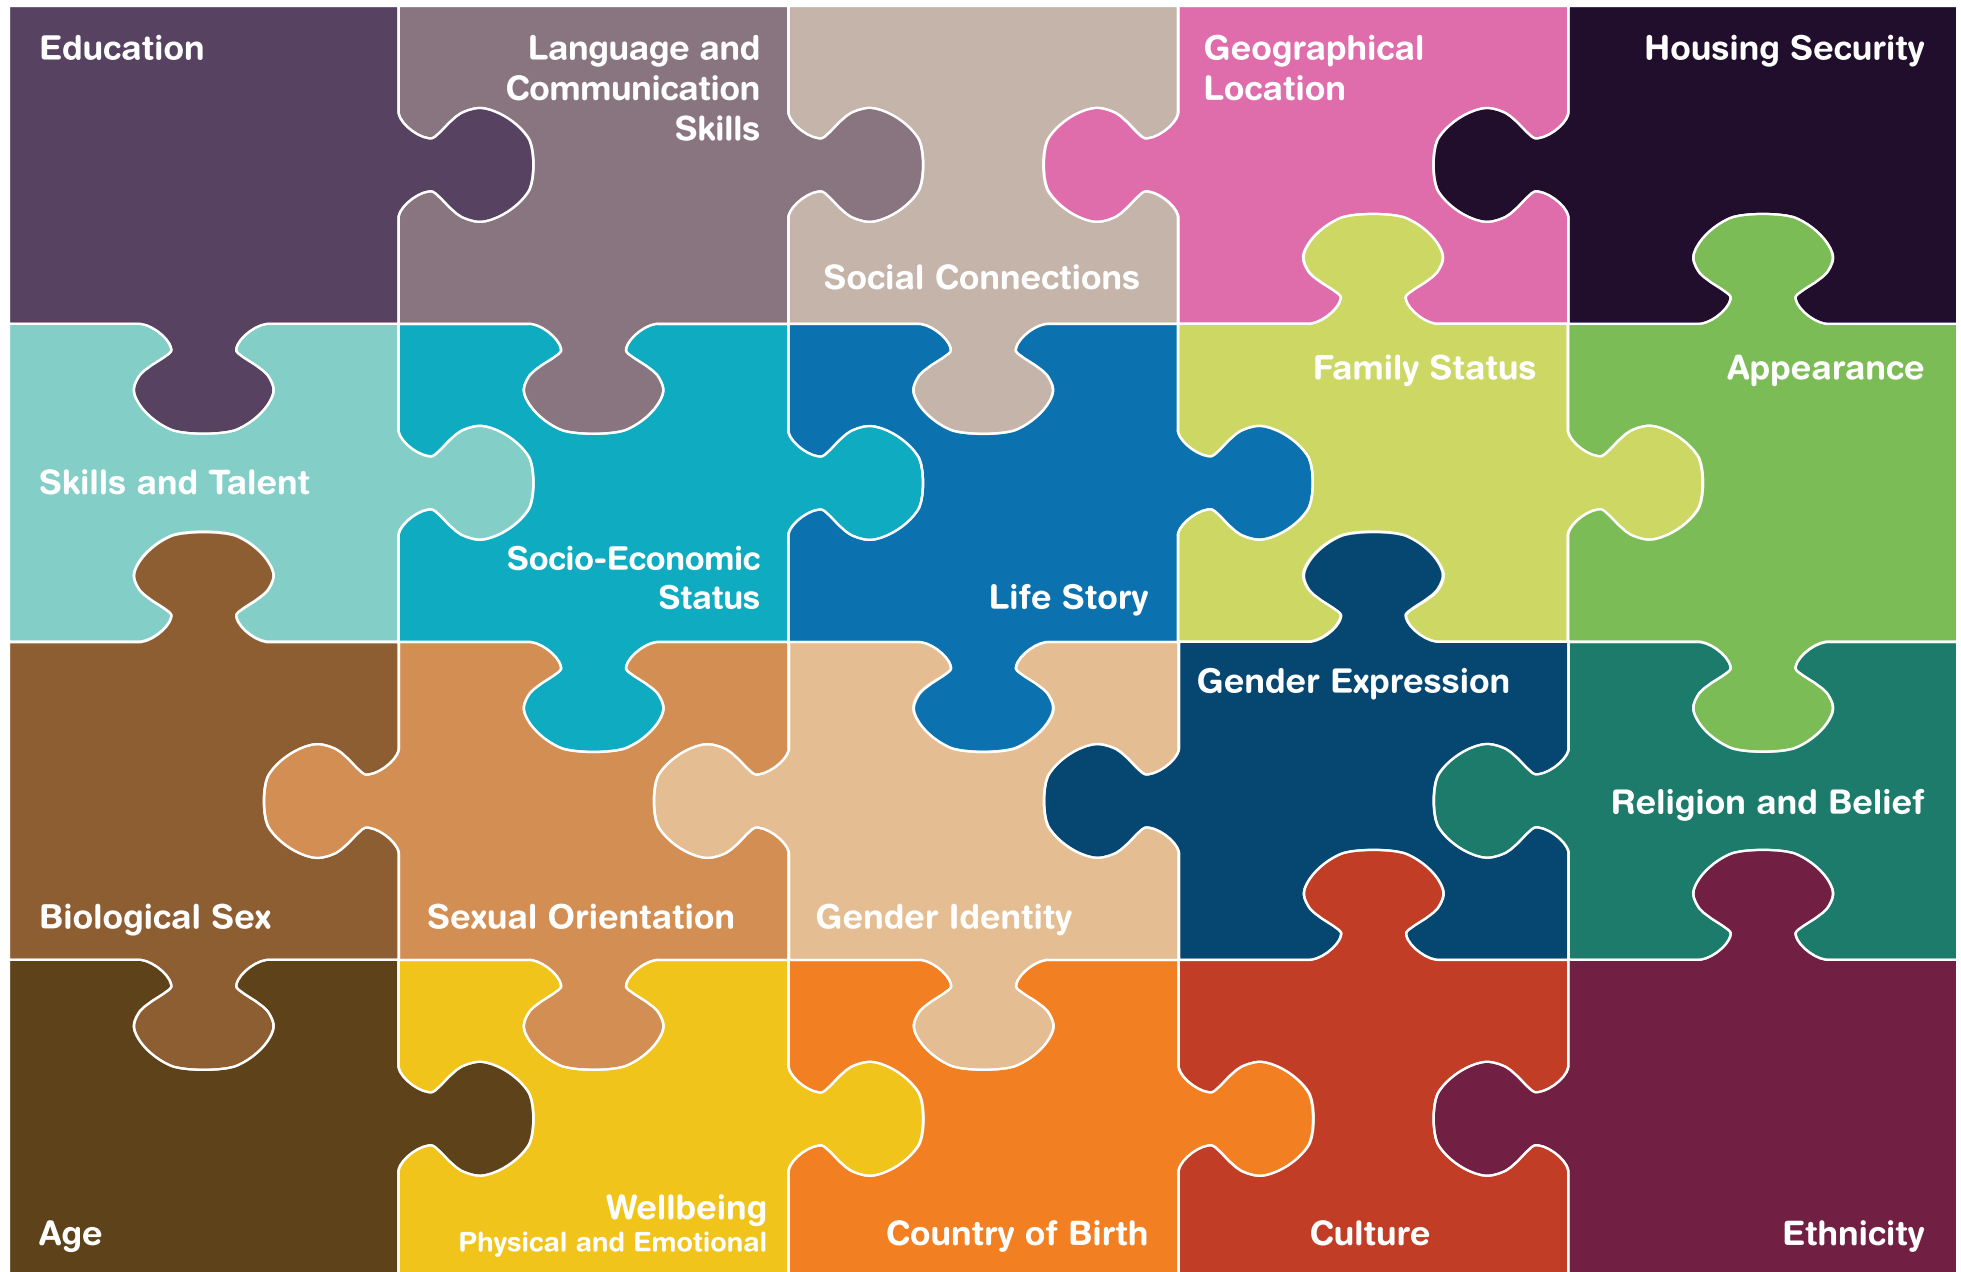 Education
Language and
Communication
Skills
Social Connections
Geographical
Location
Housing Security
Skills and Talent
Socio-Economic
Status
Life Story
Family Status
Appearance
Biological Sex
Sexual Orientation
Gender Identity
Gender Expression
Religion and Belief
Age
Wellbeing
Physical and Emotional
Country of Birth
Culture
Ethnicity